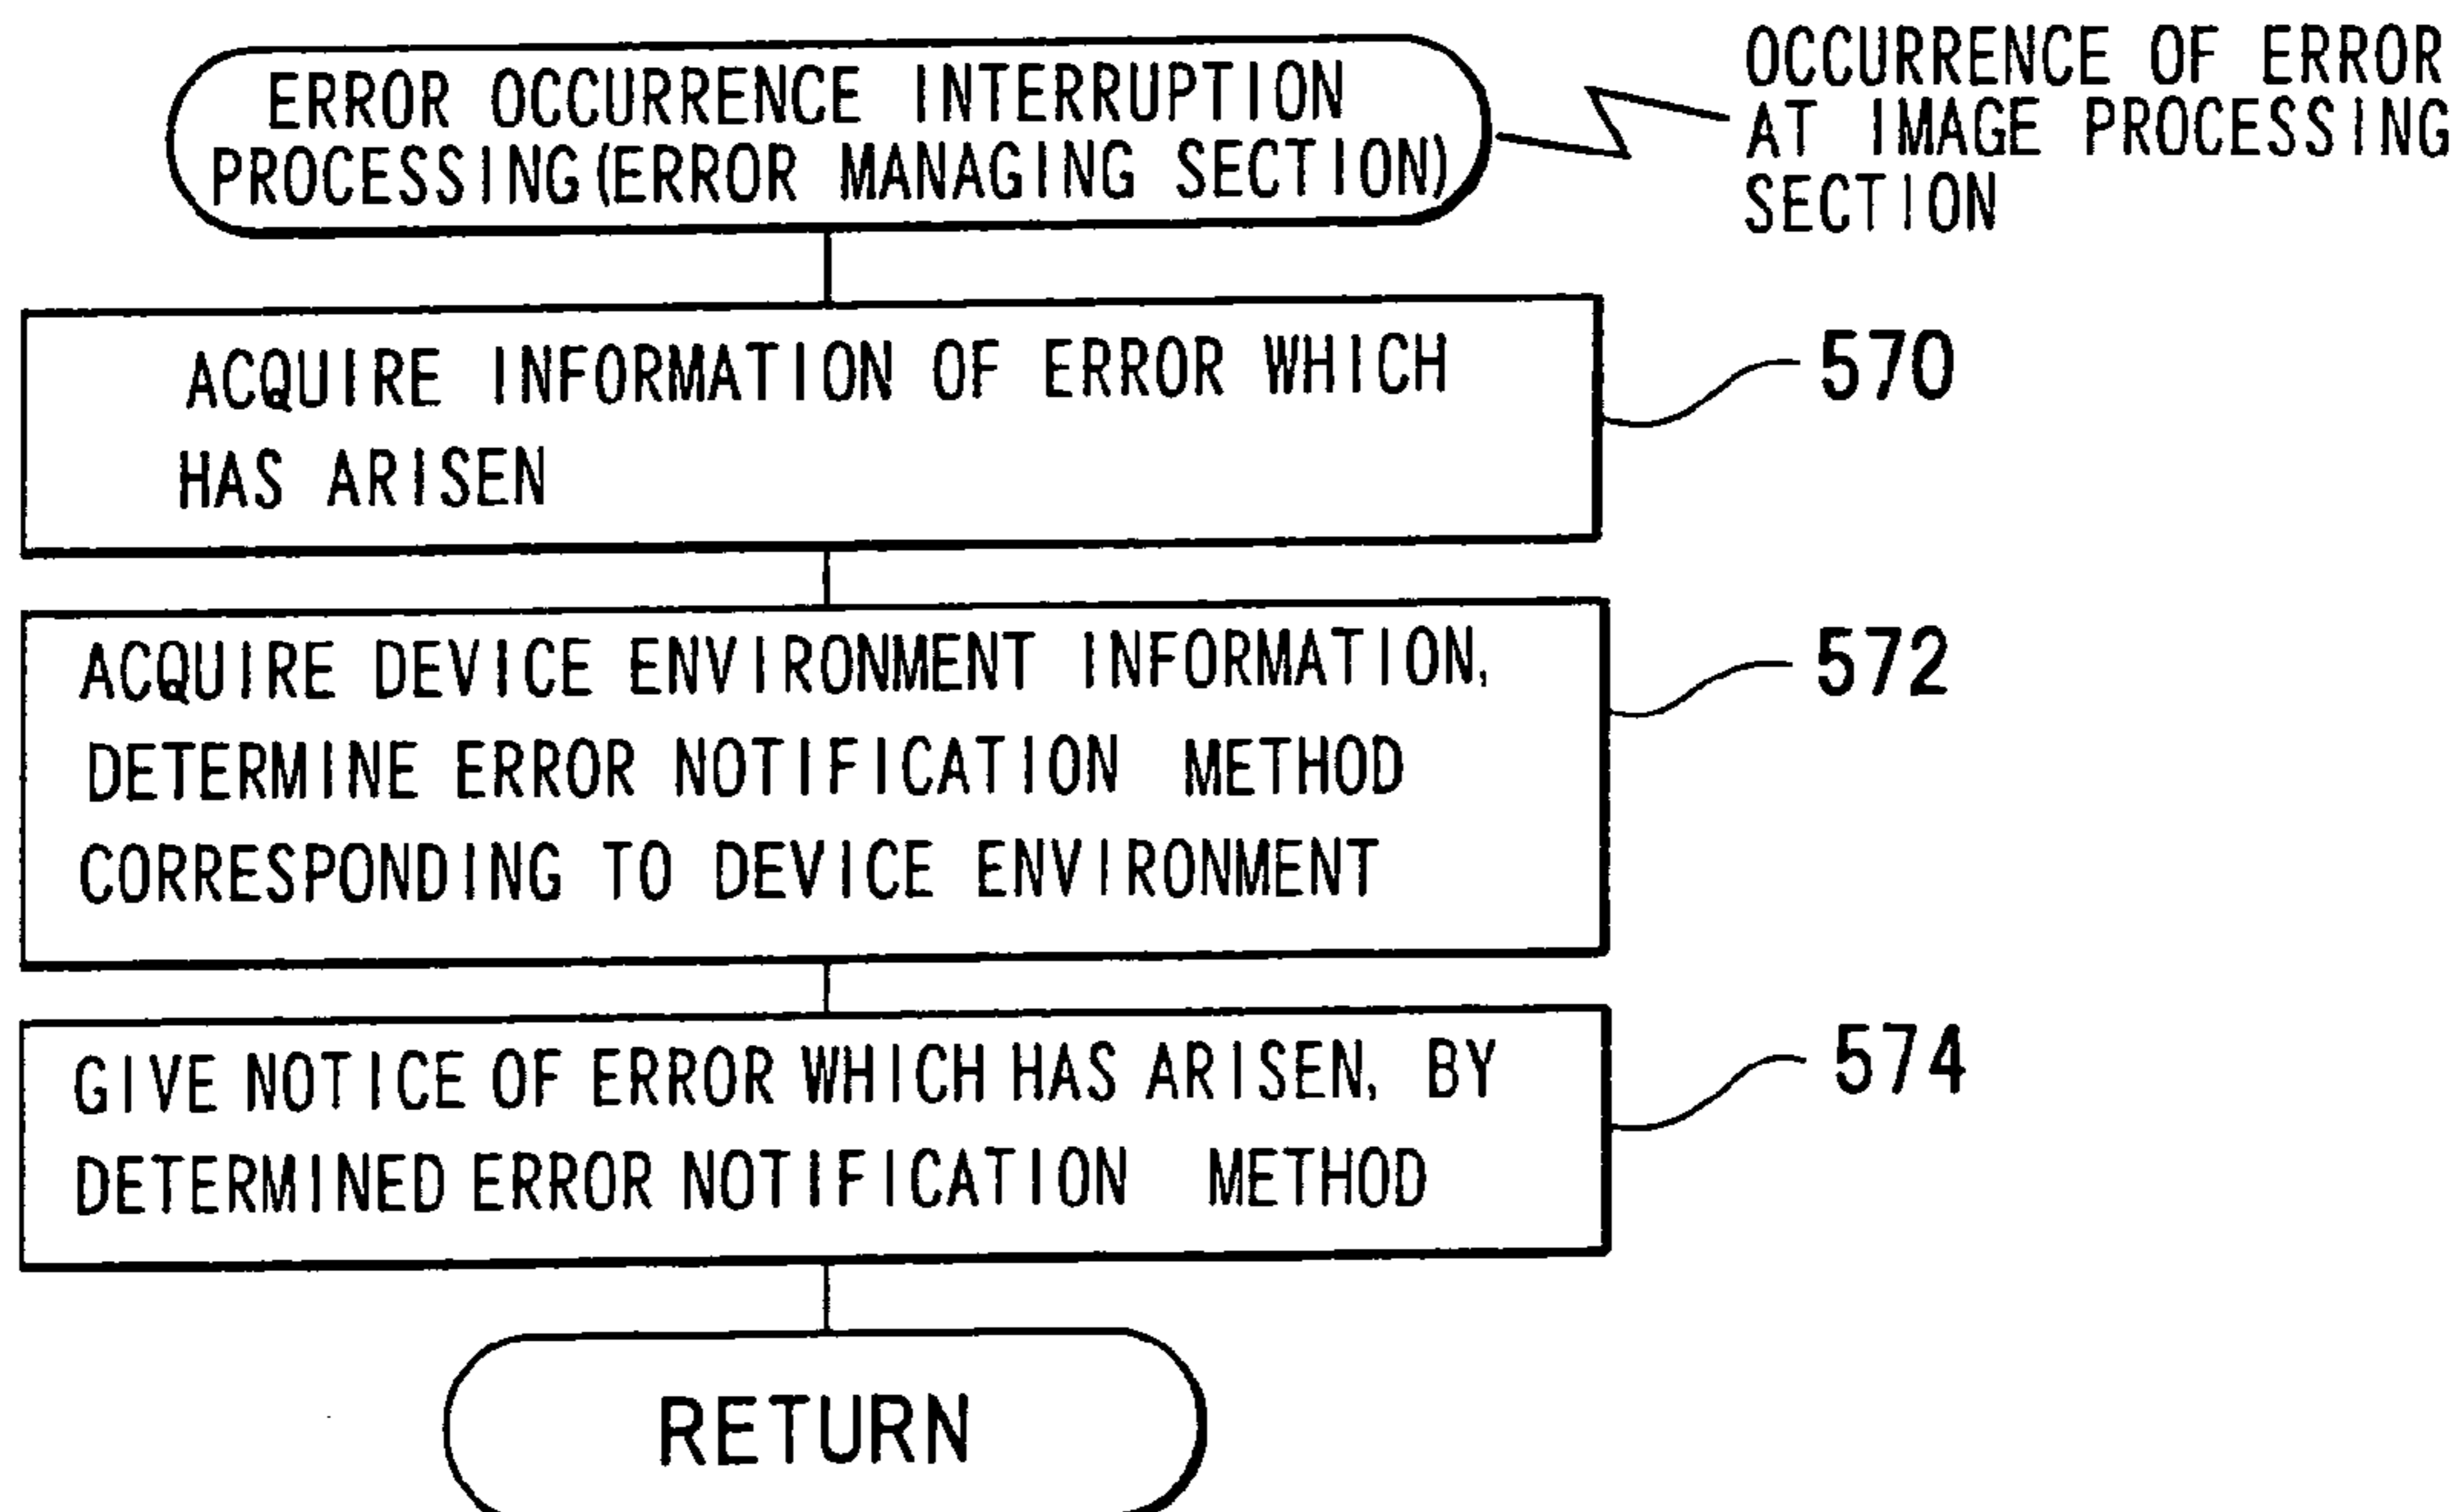 ERROR OCCURRENCE INTERRUPTION
PROCESSING(ERROR MANAGING SECTION)
OCCURRENCE OF ERROR
AT IMAGE PROCESSING
SECTION
ACQUIRE INFORMATION OF ERROR WHICH
HAS ARISEN
570
ACQUIRE DEVICE ENVIRONMENT INFORMATION,
DETERMINE ERROR NOTIFICATION METHOD
CORRESPONDING TO DEVICE ENVIRONMENT
572
GIVE NOTICE OF ERROR WHICH HAS ARISEN, BY
DETERMINED ERROR NOTIFICATION METHOD
574
RETURN